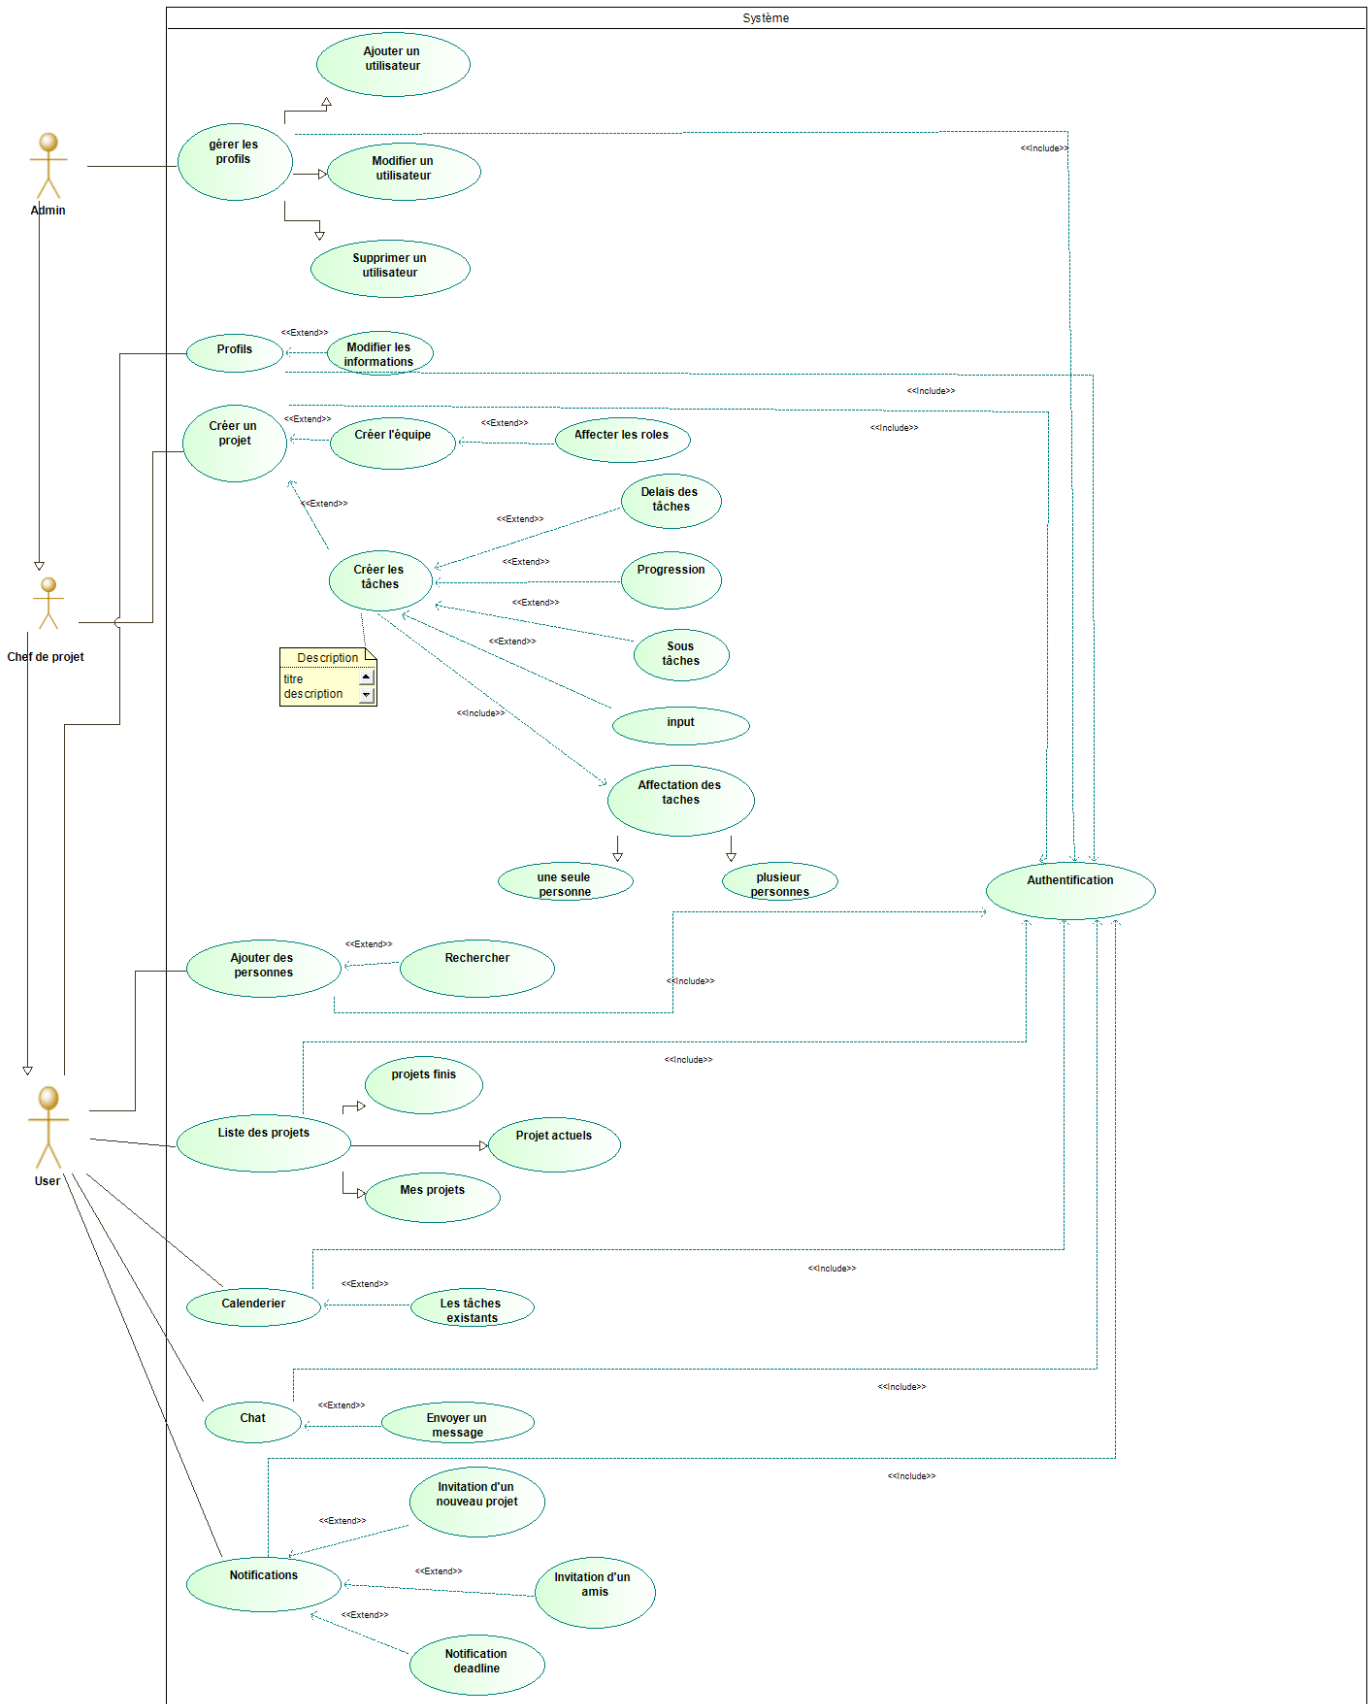 Système
Ajouter un
utilisateur
gérer les
profils
<<Include>>
Modifier un
utilisateur
Admin
Supprimer un
utilisateur
<<Extend>>
Profils
Modifier les
informations
<<Include>>
Créer un
projet
<<Extend>>
Créer l'équipe
<<Extend>>
Affecter les roles
<<Include>>
<<Extend>>
Delais des
tâches
<<Extend>>
Créer les
tâches
<<Extend>>
Progression
<<Extend>>
Sous
tâches
<<Extend>>
Chef de projet
Description
titre
description
<<Include>>
input
Affectation des
taches
une seule
personne
plusieur
personnes
Authentification
Ajouter des
personnes
<<Extend>>
Rechercher
<<Include>>
<<Include>>
projets finis
Liste des projets
Projet actuels
Mes projets
User
<<Include>>
Calenderier
<<Extend>>
Les tâches
existants
<<Include>>
Chat
<<Extend>>
Envoyer un
message
<<Include>>
Invitation d'un
nouveau projet
<<Extend>>
Notifications
<<Extend>>
Invitation d'un
amis
<<Extend>>
Notification
deadline